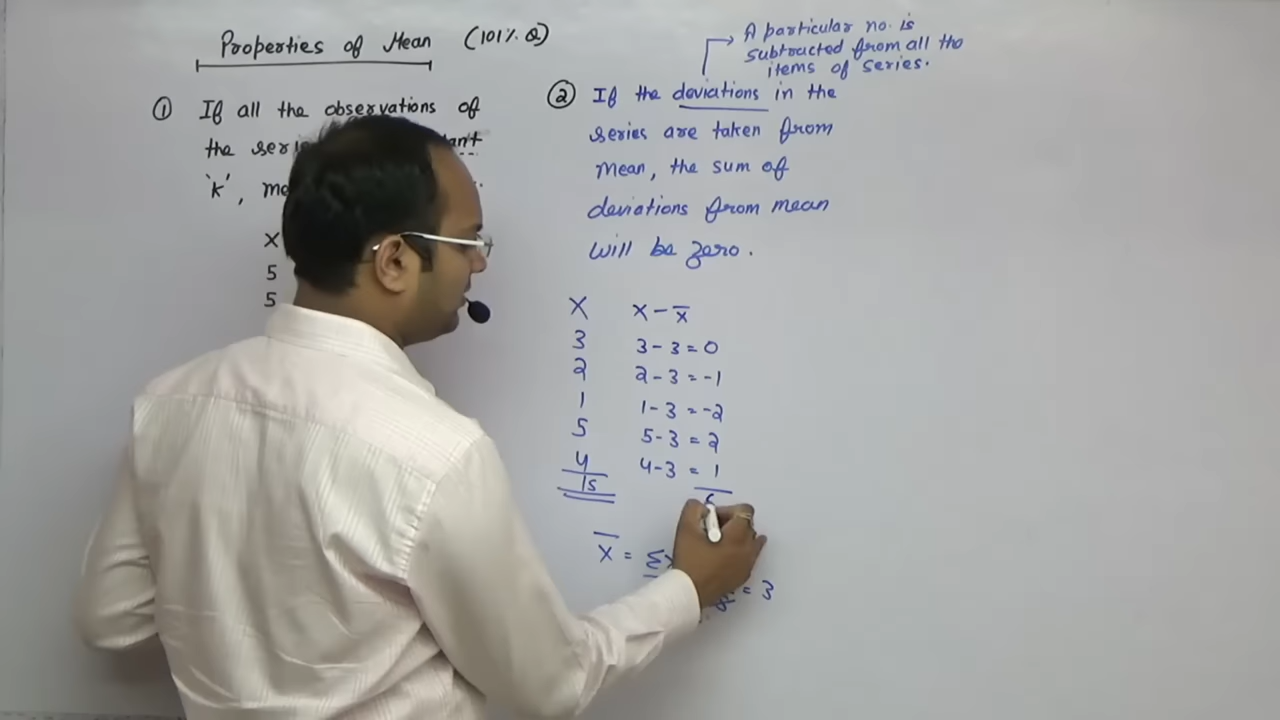 Properties of Mean (101% Q)
① If all the observations of
the
'K',
X
5
5
A particular no. is
subtracted from all the
items of series.
② If the deviations in the
series are taken from
Mean, the sum of
deviations from mean
will be zero.
X x - x̅
3 3 - 3 = 0
2 2 - 3 = -1
1 1 - 3 = -2
5 5 - 3 = 2
4 4 - 3 = 1
15
x̅ = Σx
= 3